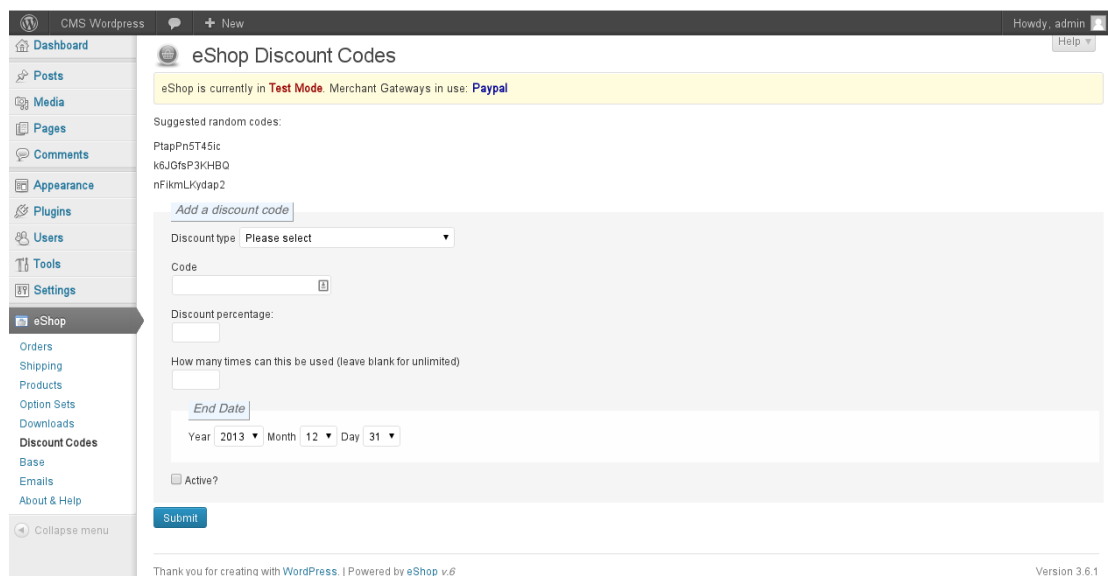 CMS Wordpress + New Howdy, admin
Help ▼
Dashboard
Posts
Media
Pages
Comments
Appearance
Plugins
Users
Tools
Settings
eShop
Orders
Shipping
Products
Option Sets
Downloads
Discount Codes
Base
Emails
About & Help
Collapse menu
eShop Discount Codes
eShop is currently in Test Mode. Merchant Gateways in use: Paypal
Suggested random codes:
PtapPn5T45ic
k6JGfsP3KHBQ
nFikmLKydap2
Add a discount code
Discount type Please select ▼
Code
Discount percentage:
How many times can this be used (leave blank for unlimited)
End Date
Year 2013 ▼ Month 12 ▼ Day 31 ▼
Active?
Submit
Thank you for creating with WordPress. | Powered by eShop v.6 Version 3.6.1